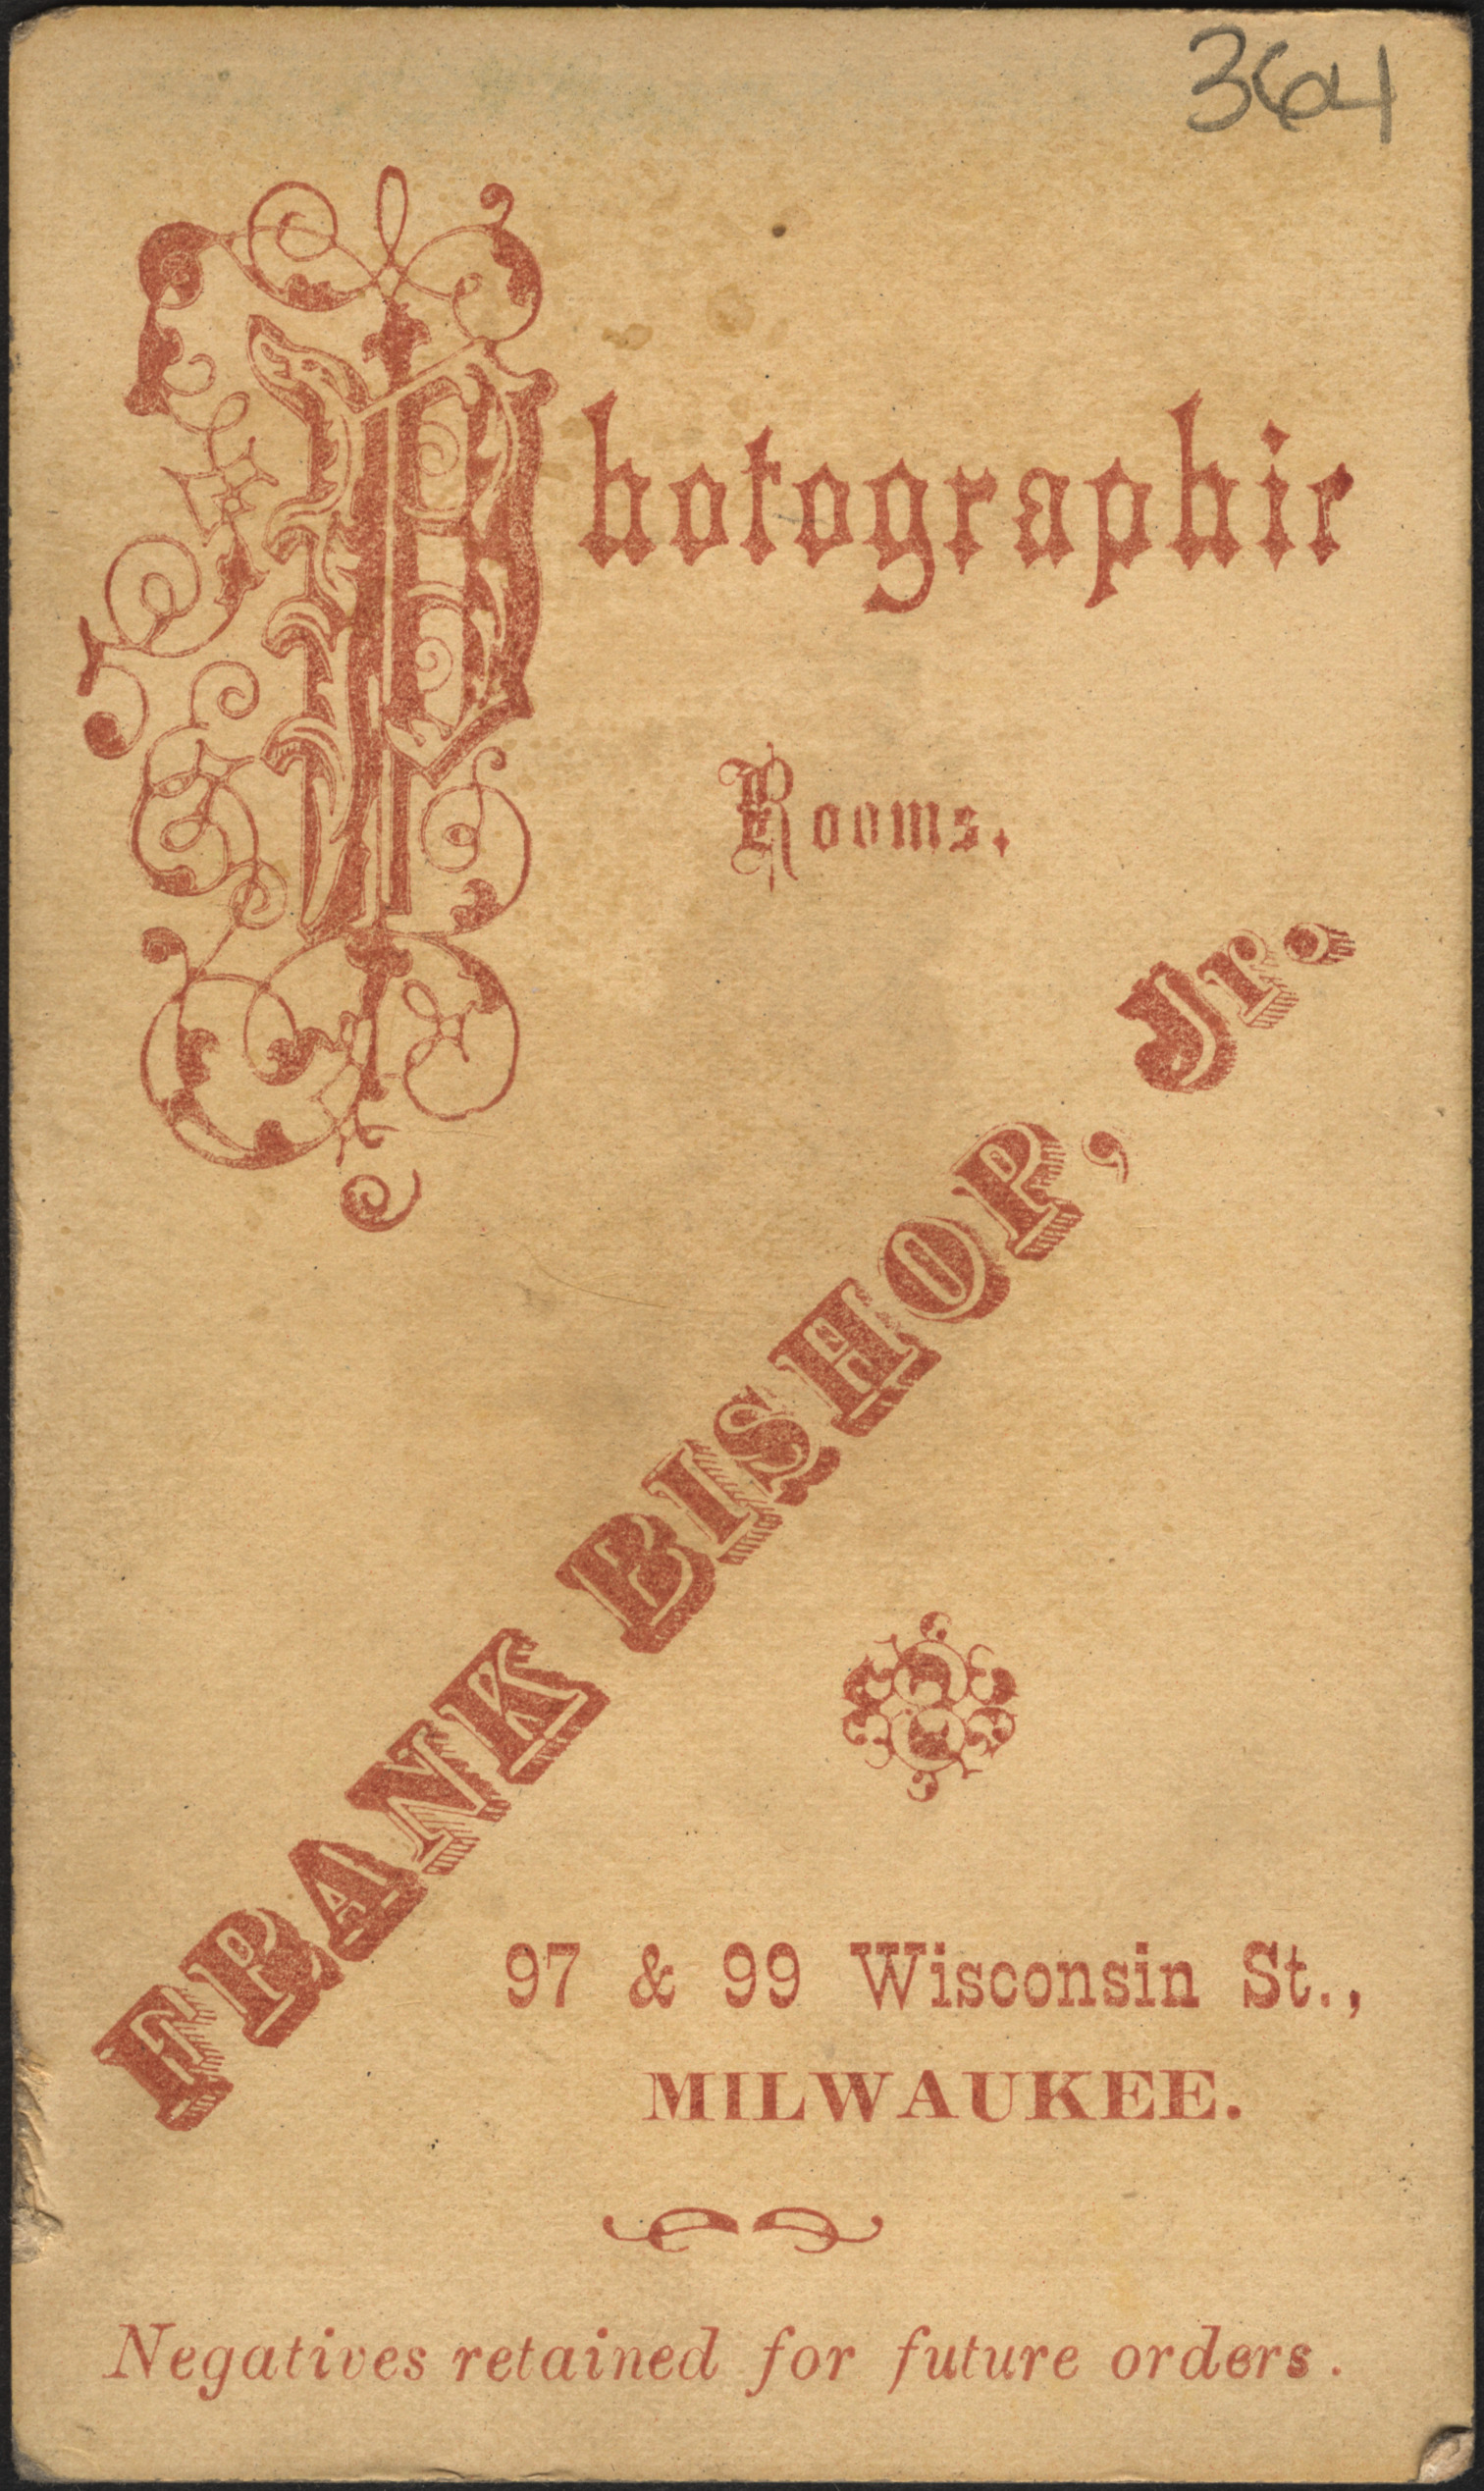 364
Photographic
Rooms.
FRANK BISHOP, Jr.
97 & 99 Wisconsin St.,
MILWAUKEE.
Negatives retained for future orders.